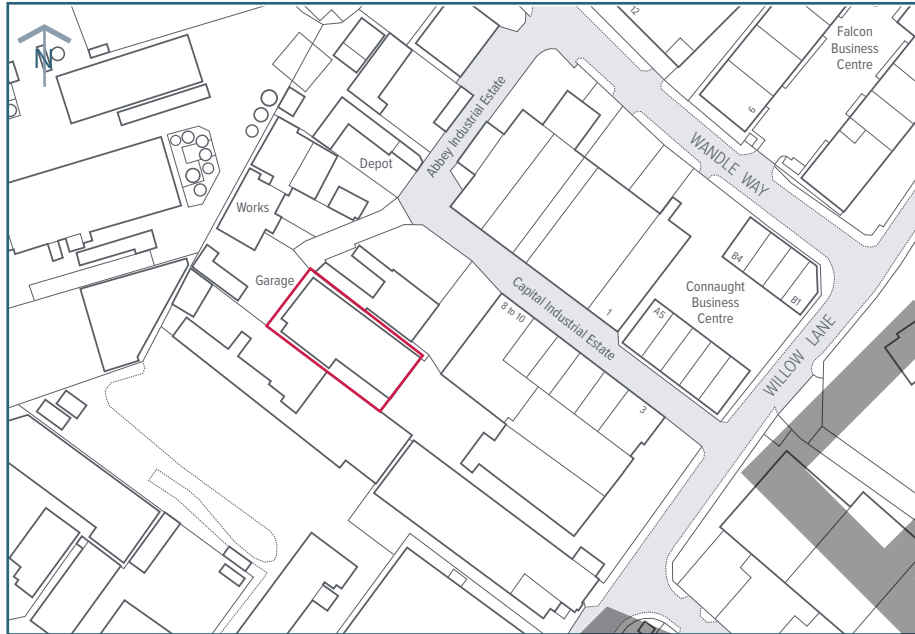 12
Falcon
Business
Centre
N
6
Abbey Industrial Estate
WANDLE WAY
Depot
Works
Garage
B4
B1
Connaught
Business
Centre
A5
1
Capital Industrial Estate
8 to 10
3
WILLOW LANE